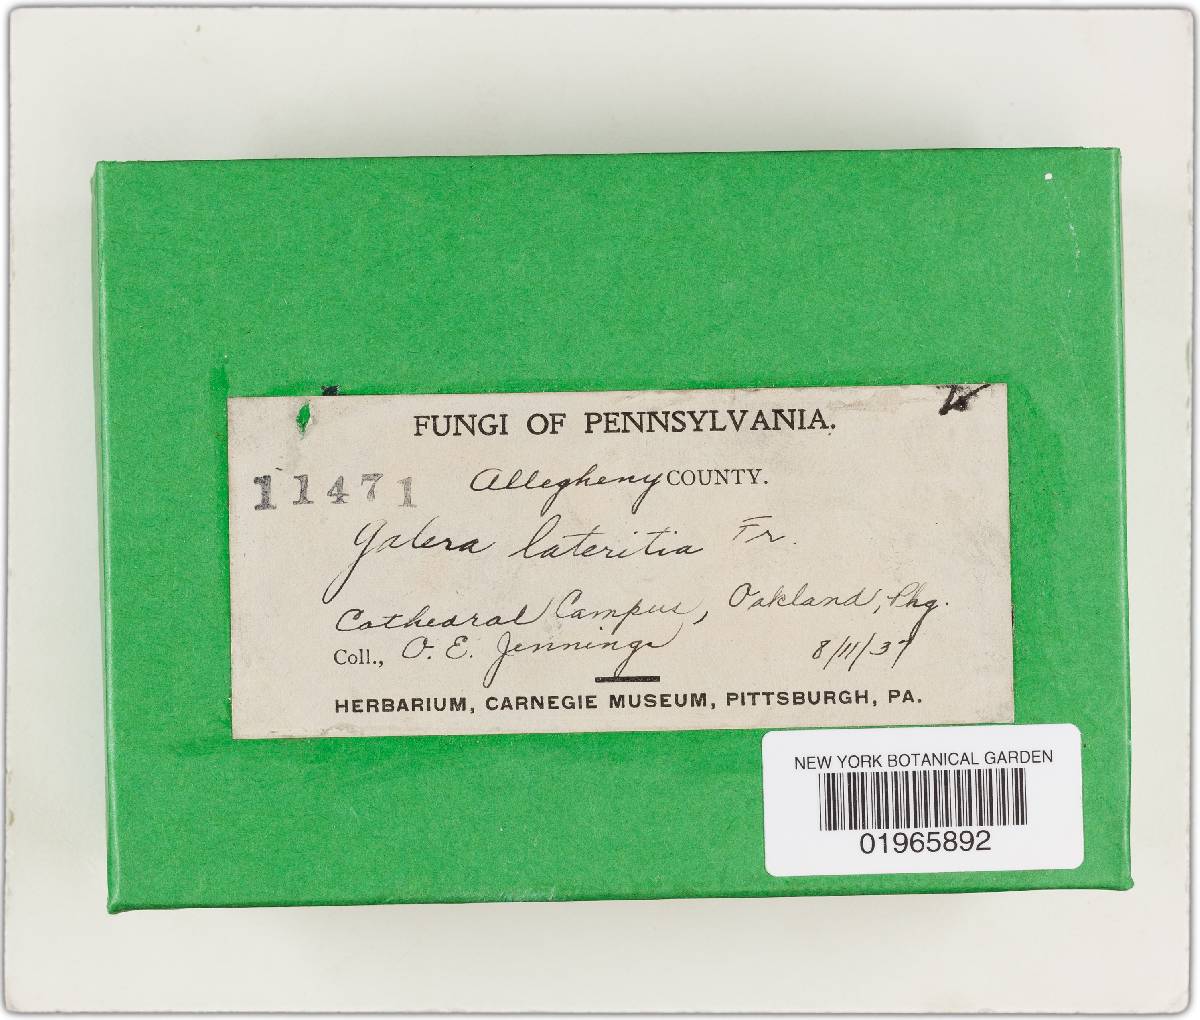 FUNGI OF PENNSYLVANIA.
11471 Allegheny COUNTY.
Galera lateritia Fr.
Cathedral Campus, Oakland, Phg.
Coll., O. E. Jennings 8/11/37
HERBARIUM, CARNEGIE MUSEUM, PITTSBURGH, PA.
NEW YORK BOTANICAL GARDEN
01965892